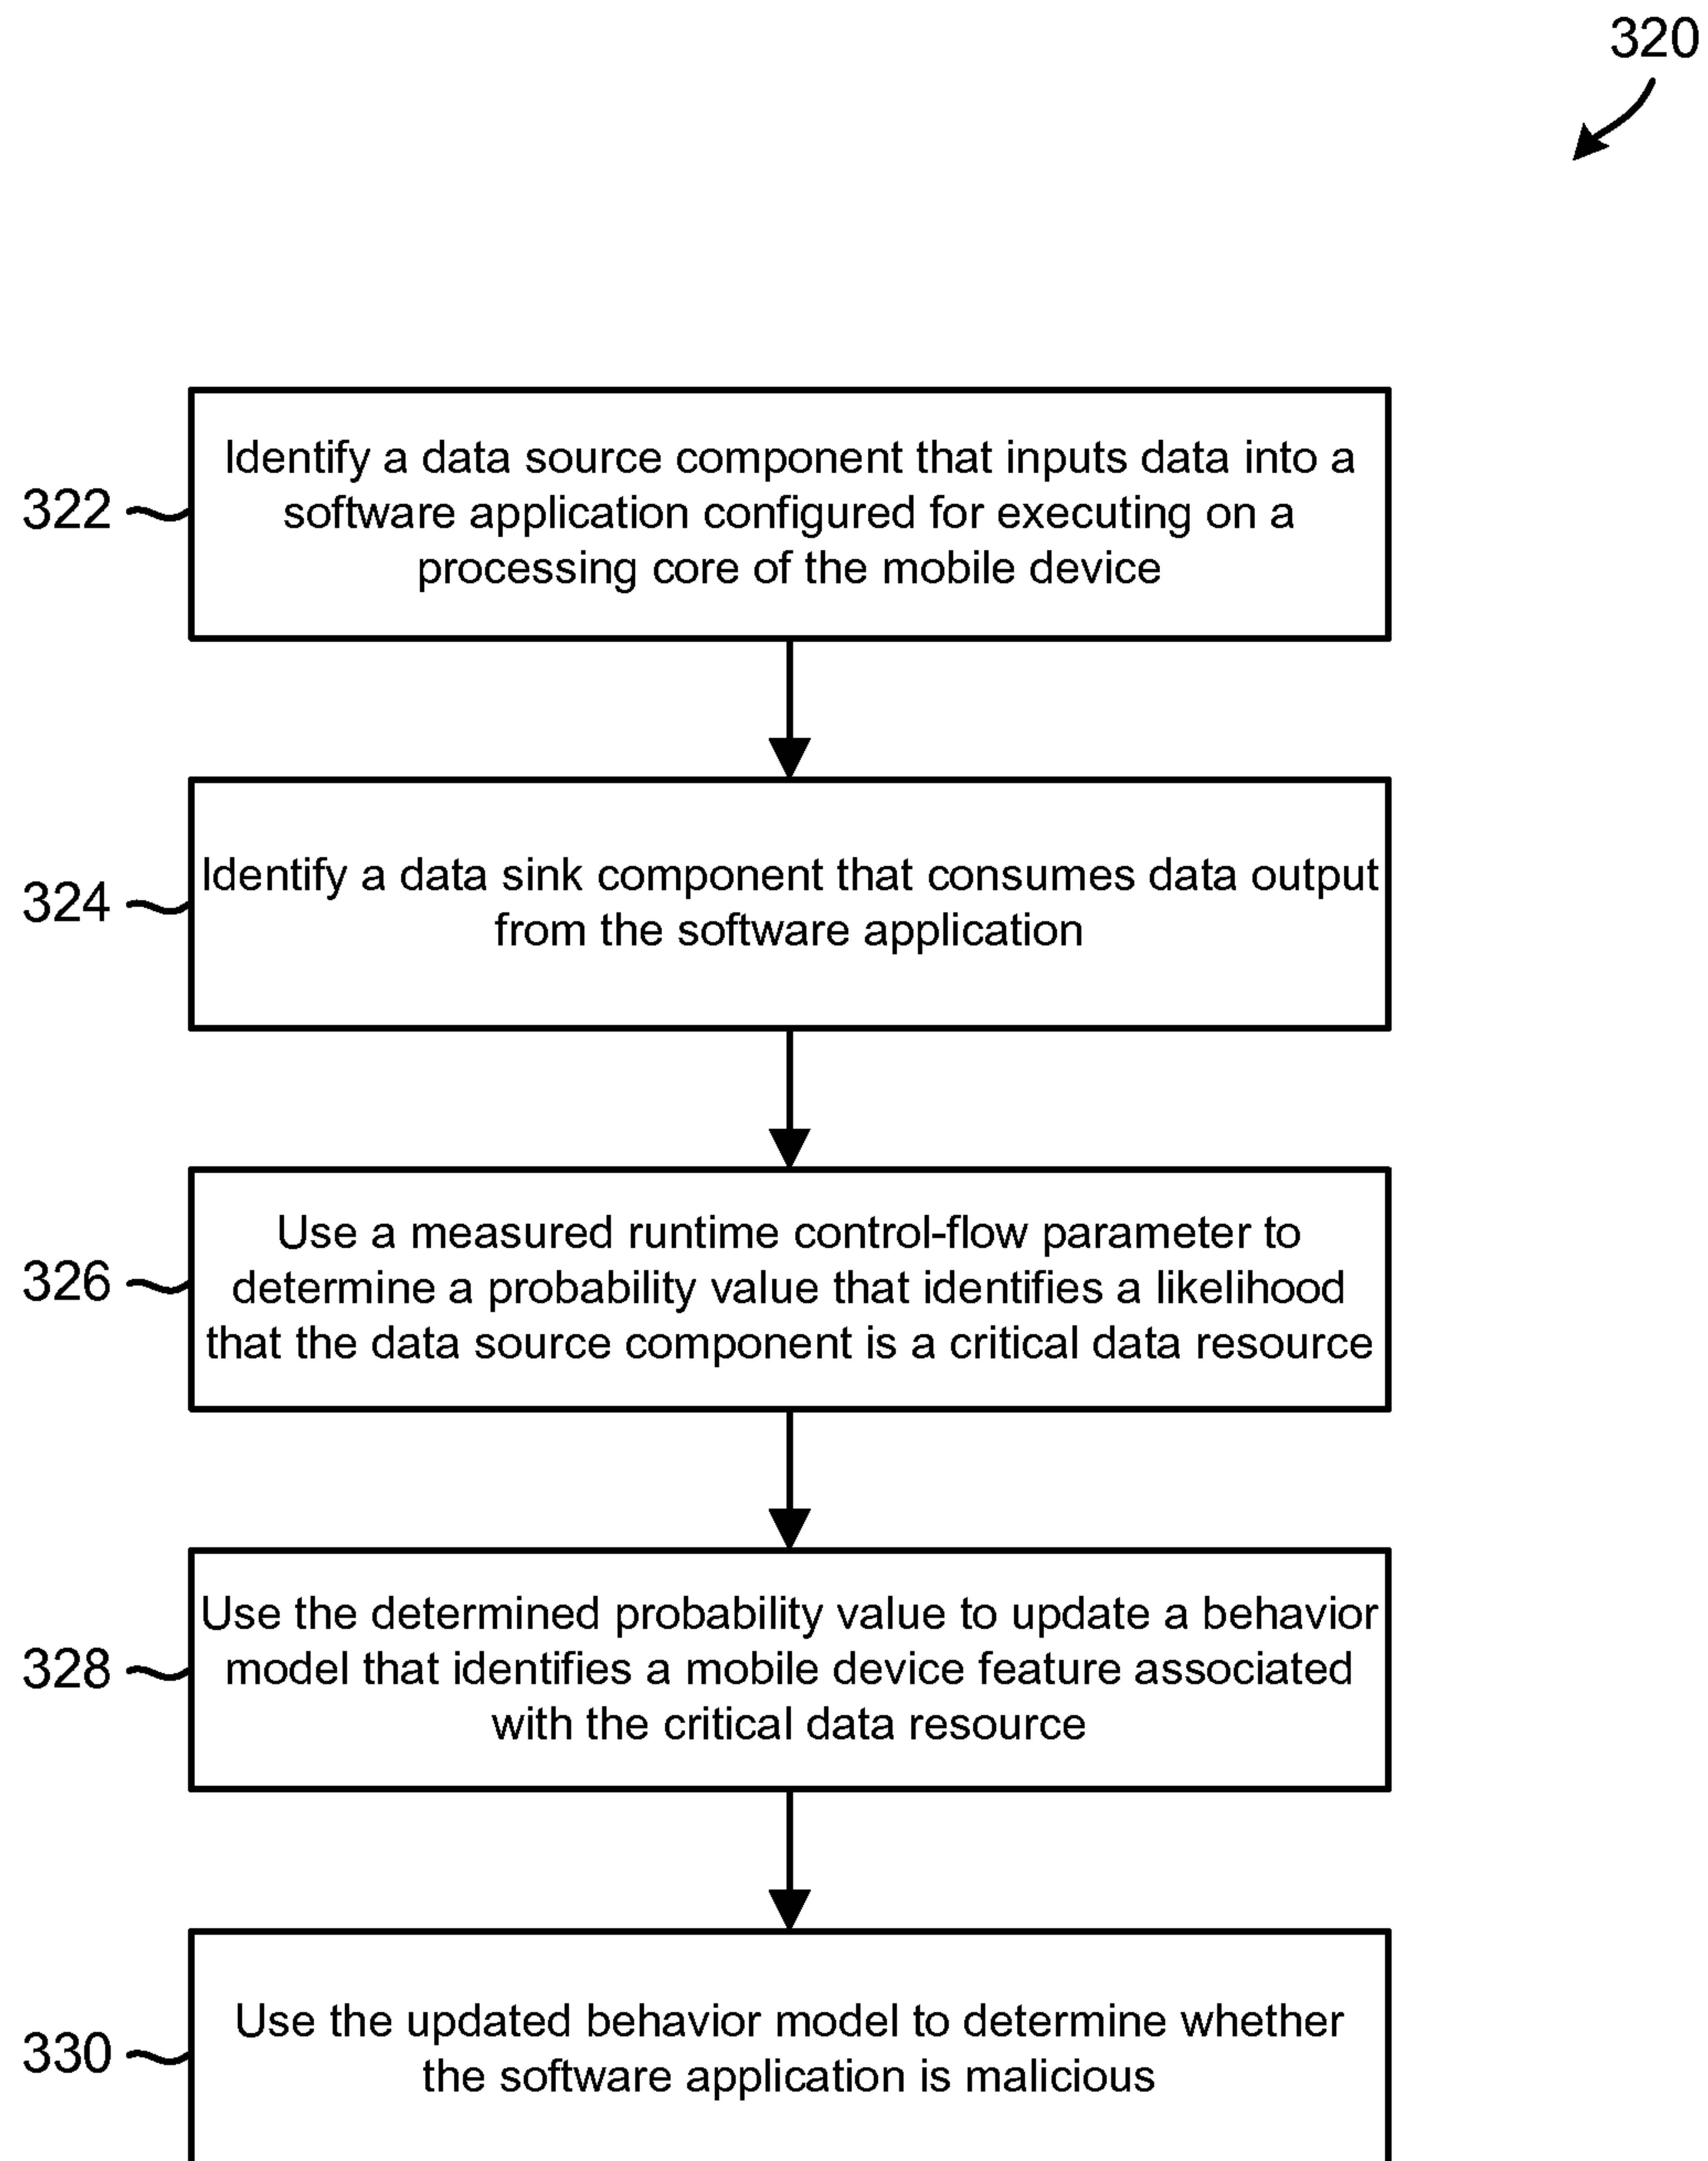 320
322
Identify a data source component that inputs data into a
software application configured for executing on a
processing core of the mobile device
324
Identify a data sink component that consumes data output
from the software application
326
Use a measured runtime control-flow parameter to
determine a probability value that identifies a likelihood
that the data source component is a critical data resource
328
Use the determined probability value to update a behavior
model that identifies a mobile device feature associated
with the critical data resource
330
Use the updated behavior model to determine whether
the software application is malicious